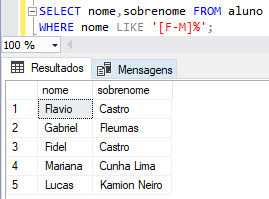 SELECT nome,sobrenome FROM aluno
WHERE nome LIKE '[F-M]%';
100 %
Resultados Mensagens
nome sobrenome
1 Flavio Castro
2 Gabriel Fleumas
3 Fidel Castro
4 Mariana Cunha Lima
5 Lucas Kamion Neiro